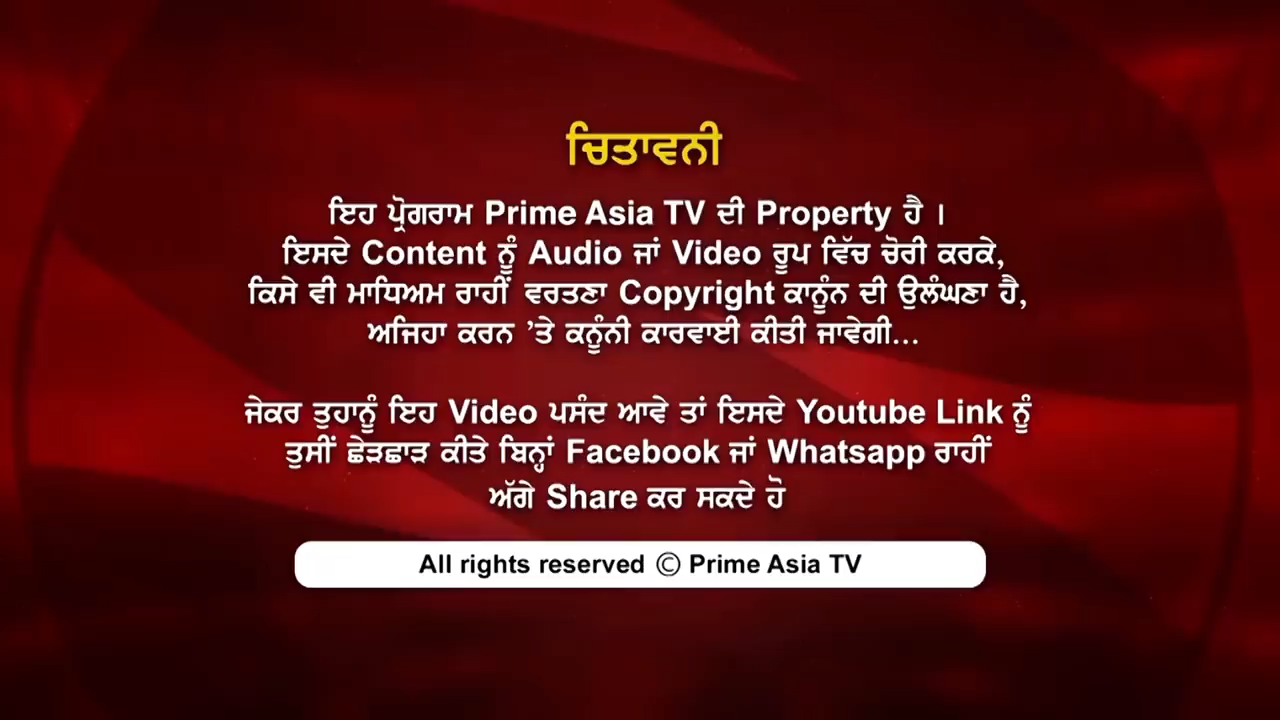 ਚਿਤਾਵਨੀ
ਇਹ ਪ੍ਰੋਗਰਾਮ Prime Asia TV ਦੀ Property ਹੈ ।
ਇਸਦੇ Content ਨੂੰ Audio ਜਾਂ Video ਰੂਪ ਵਿੱਚ ਚੋਰੀ ਕਰਕੇ,
ਕਿਸੇ ਵੀ ਮਾਧਿਅਮ ਰਾਹੀਂ ਵਰਤਣਾ Copyright ਕਾਨੂੰਨ ਦੀ ਉਲੰਘਣਾ ਹੈ,
ਅਜਿਹਾ ਕਰਨ ’ਤੇ ਕਨੂੰਨੀ ਕਾਰਵਾਈ ਕੀਤੀ ਜਾਵੇਗੀ...
ਜੇਕਰ ਤੁਹਾਨੂੰ ਇਹ Video ਪਸੰਦ ਆਵੇ ਤਾਂ ਇਸਦੇ Youtube Link ਨੂੰ
ਤੁਸੀਂ ਛੇੜਛਾੜ ਕੀਤੇ ਬਿਨ੍ਹਾਂ Facebook ਜਾਂ Whatsapp ਰਾਹੀਂ
ਅੱਗੇ Share ਕਰ ਸਕਦੇ ਹੋ
All rights reserved © Prime Asia TV